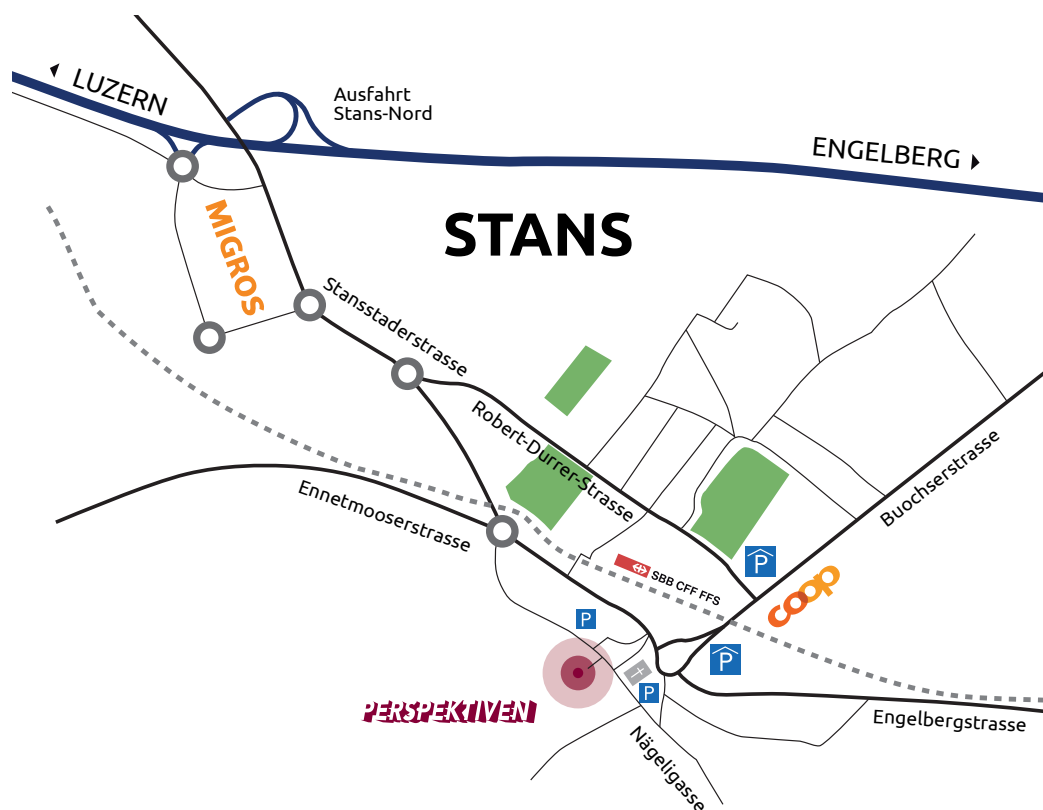 LUZERN
Ausfahrt
Stans-Nord
ENGELBERG
STANS
MIGROS
Stansstaderstrasse
Robert-Durrer-Strasse
Ennetmooserstrasse
Buochserstrasse
P
SBB CFF FFS
coop
P
P
P
PERSPEKTIVEN
Engelbergstrasse
Nägeligasse